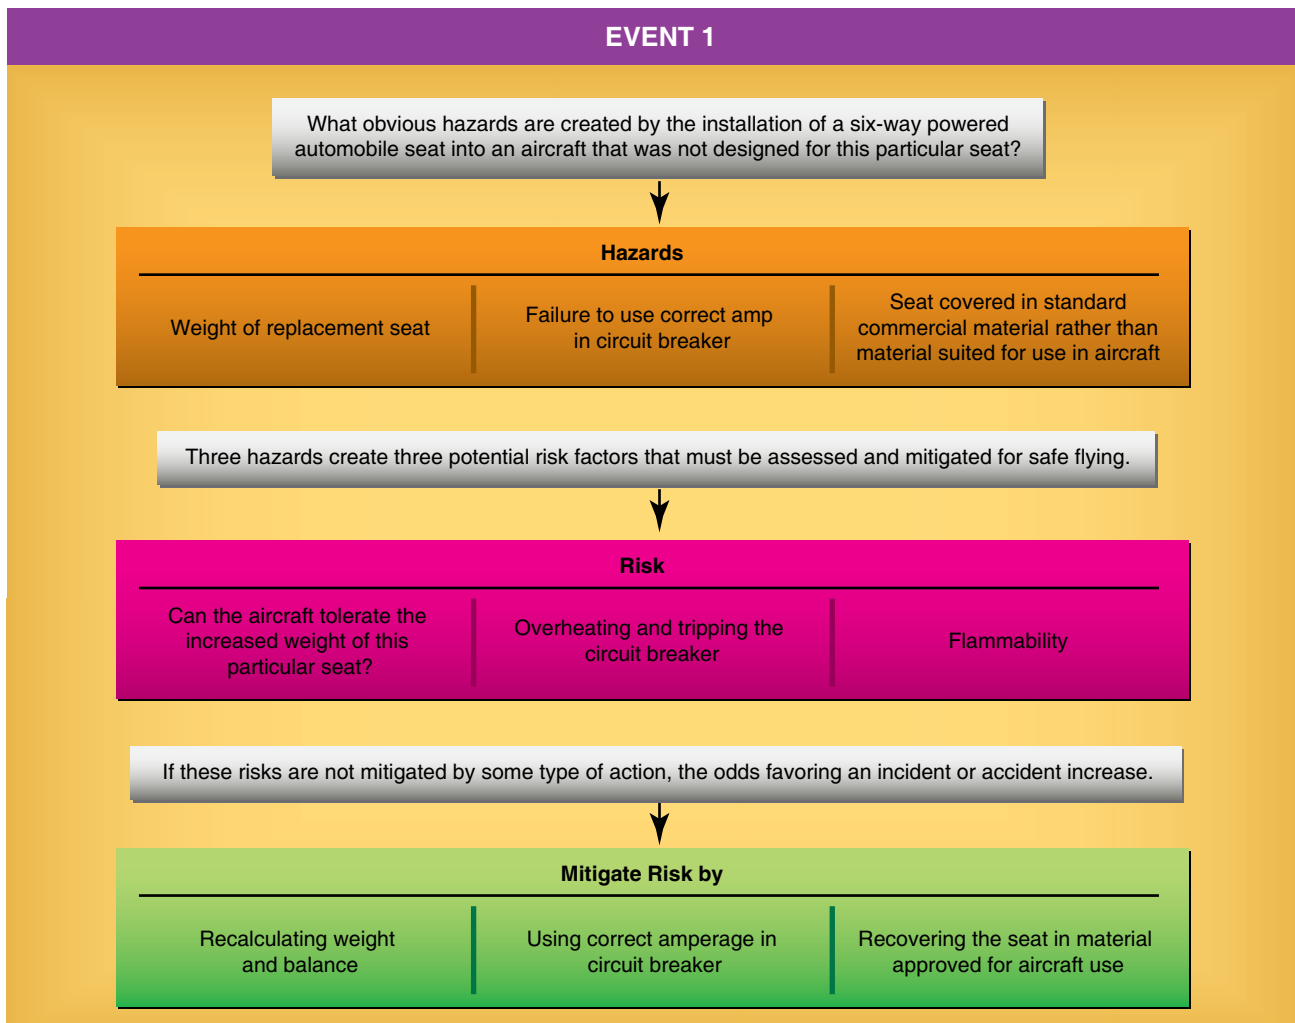 EVENT 1
What obvious hazards are created by the installation of a six-way powered
automobile seat into an aircraft that was not designed for this particular seat?
Hazards
Weight of replacement seat
Failure to use correct amp
in circuit breaker
Seat covered in standard
commercial material rather than
material suited for use in aircraft
Three hazards create three potential risk factors that must be assessed and mitigated for safe flying.
Risk
Can the aircraft tolerate the
increased weight of this
particular seat?
Overheating and tripping the
circuit breaker
Flammability
If these risks are not mitigated by some type of action, the odds favoring an incident or accident increase.
Mitigate Risk by
Recalculating weight
and balance
Using correct amperage in
circuit breaker
Recovering the seat in material
approved for aircraft use